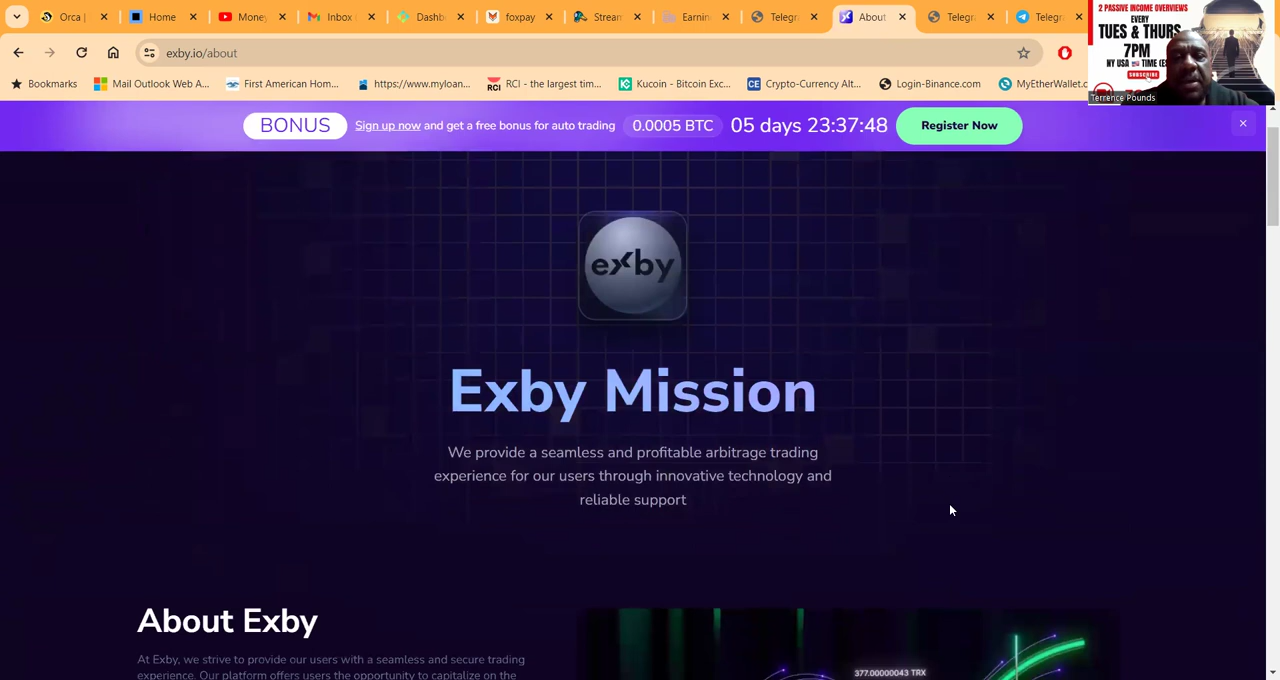 Orca |
Home
Money
Inbox
Dashb
foxpay
Stream
Earnin
Telegr
About
Telegr
Telegr
exby.io/about
Bookmarks
Mail Outlook Web A...
First American Hom...
https://www.myloan...
RCI
RCI - the largest tim...
Kucoin - Bitcoin Exc...
CE
Crypto-Currency Alt...
Login-Binance.com
MyEtherWallet.c
2 PASSIVE INCOME OVERVIEWS
EVERY
TUES & THURS
7PM
NY USA TIME (ES
SUBSCRIBE
Terrence Pounds
BONUS
Sign up now and get a free bonus for auto trading
0.0005 BTC
05 days 23:37:48
Register Now
exby
Exby Mission
We provide a seamless and profitable arbitrage trading
experience for our users through innovative technology and
reliable support
About Exby
At Exby, we strive to provide our users with a seamless and secure trading
experience. Our platform offers users the opportunity to capitalize on the
377.00000043 TRX